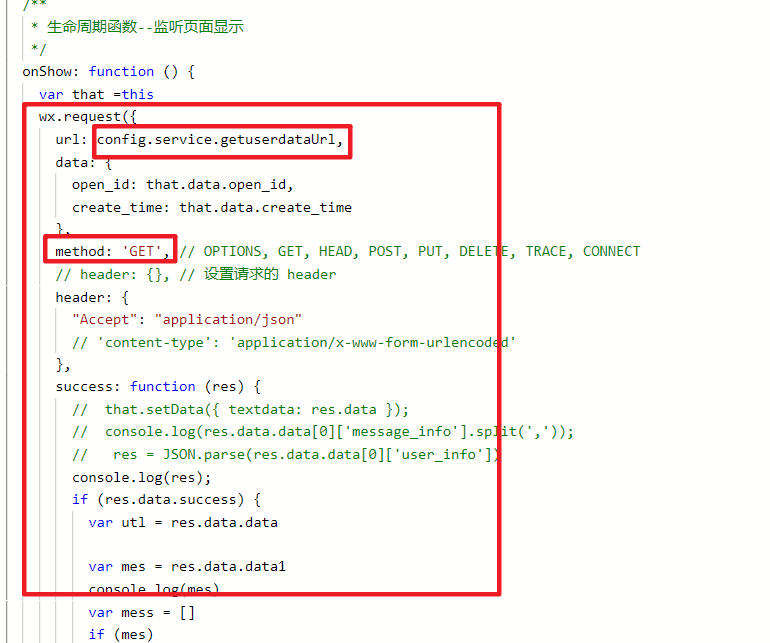 /**
* 生命周期函数--监听页面显示
*/
onShow: function () {
var that =this
wx.request({
url: config.service.getuserdataUrl,
data: {
open_id: that.data.open_id,
create_time: that.data.create_time
},
method: 'GET', // OPTIONS, GET, HEAD, POST, PUT, DELETE, TRACE, CONNECT
// header: {}, // 设置请求的 header
header: {
"Accept": "application/json"
// 'content-type': 'application/x-www-form-urlencoded'
},
success: function (res) {
// that.setData({ textdata: res.data });
// console.log(res.data.data[0]['message_info'].split(','));
// res = JSON.parse(res.data.data[0]['user_info'])
console.log(res);
if (res.data.success) {
var utl = res.data.data
var mes = res.data.data1
console.log(mes)
var mess = []
if (mes)